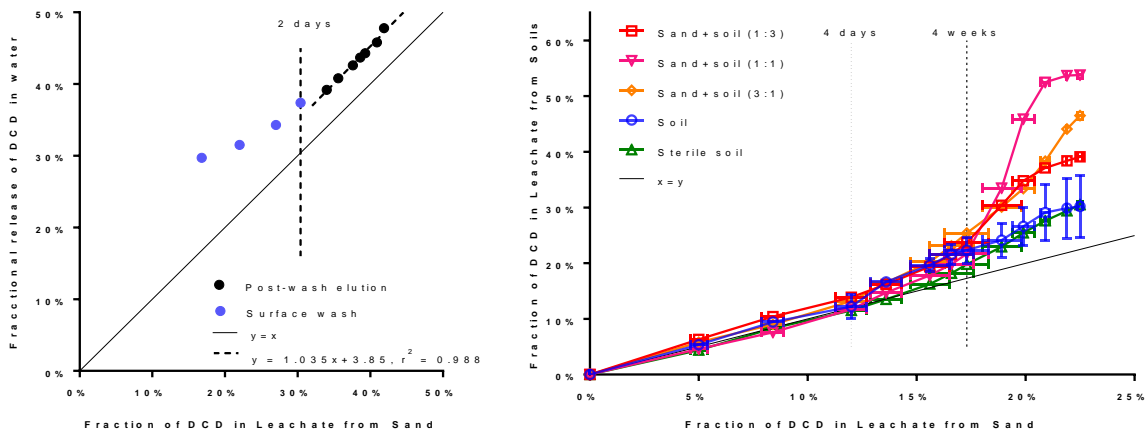 Fraccional release of DCD in water
50%
40%
30%
20%
10%
0%
2 days
Post-wash elution
Surface wash
y=x
y = 1.035x+3.85, r² = 0.988
0%
10%
20%
30%
40%
50%
Fraction of DCD in Leachate from Sand
Fraction of DCD in Leachate from Soils
60%
50%
40%
30%
20%
10%
0%
Sand+soil (1:3)
Sand+soil (1:1)
Sand+soil (3:1)
Soil
Sterile soil
x=y
4 days
4 weeks
0%
5%
10%
15%
20%
25%
Fraction of DCD in Leachate from Sand